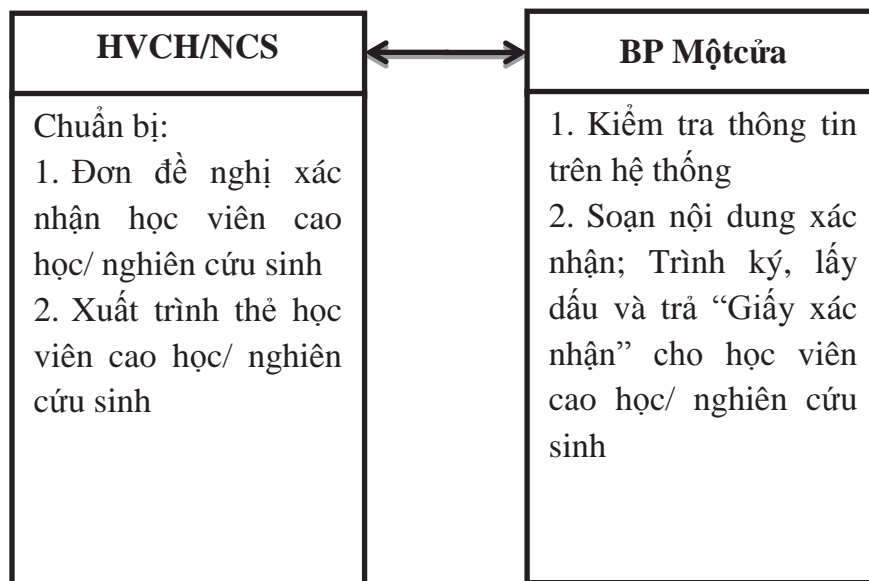 HVCH/NCS
Chuẩn bị:
1. Đơn đề nghị xác
nhận học viên cao
học/ nghiên cứu sinh
2. Xuất trình thẻ học
viên cao học/ nghiên
cứu sinh
BP Mộtcửa
1. Kiểm tra thông tin
trên hệ thống
2. Soạn nội dung xác
nhận; Trình ký, lấy
dấu và trả “Giấy xác
nhận” cho học viên
cao học/ nghiên cứu
sinh